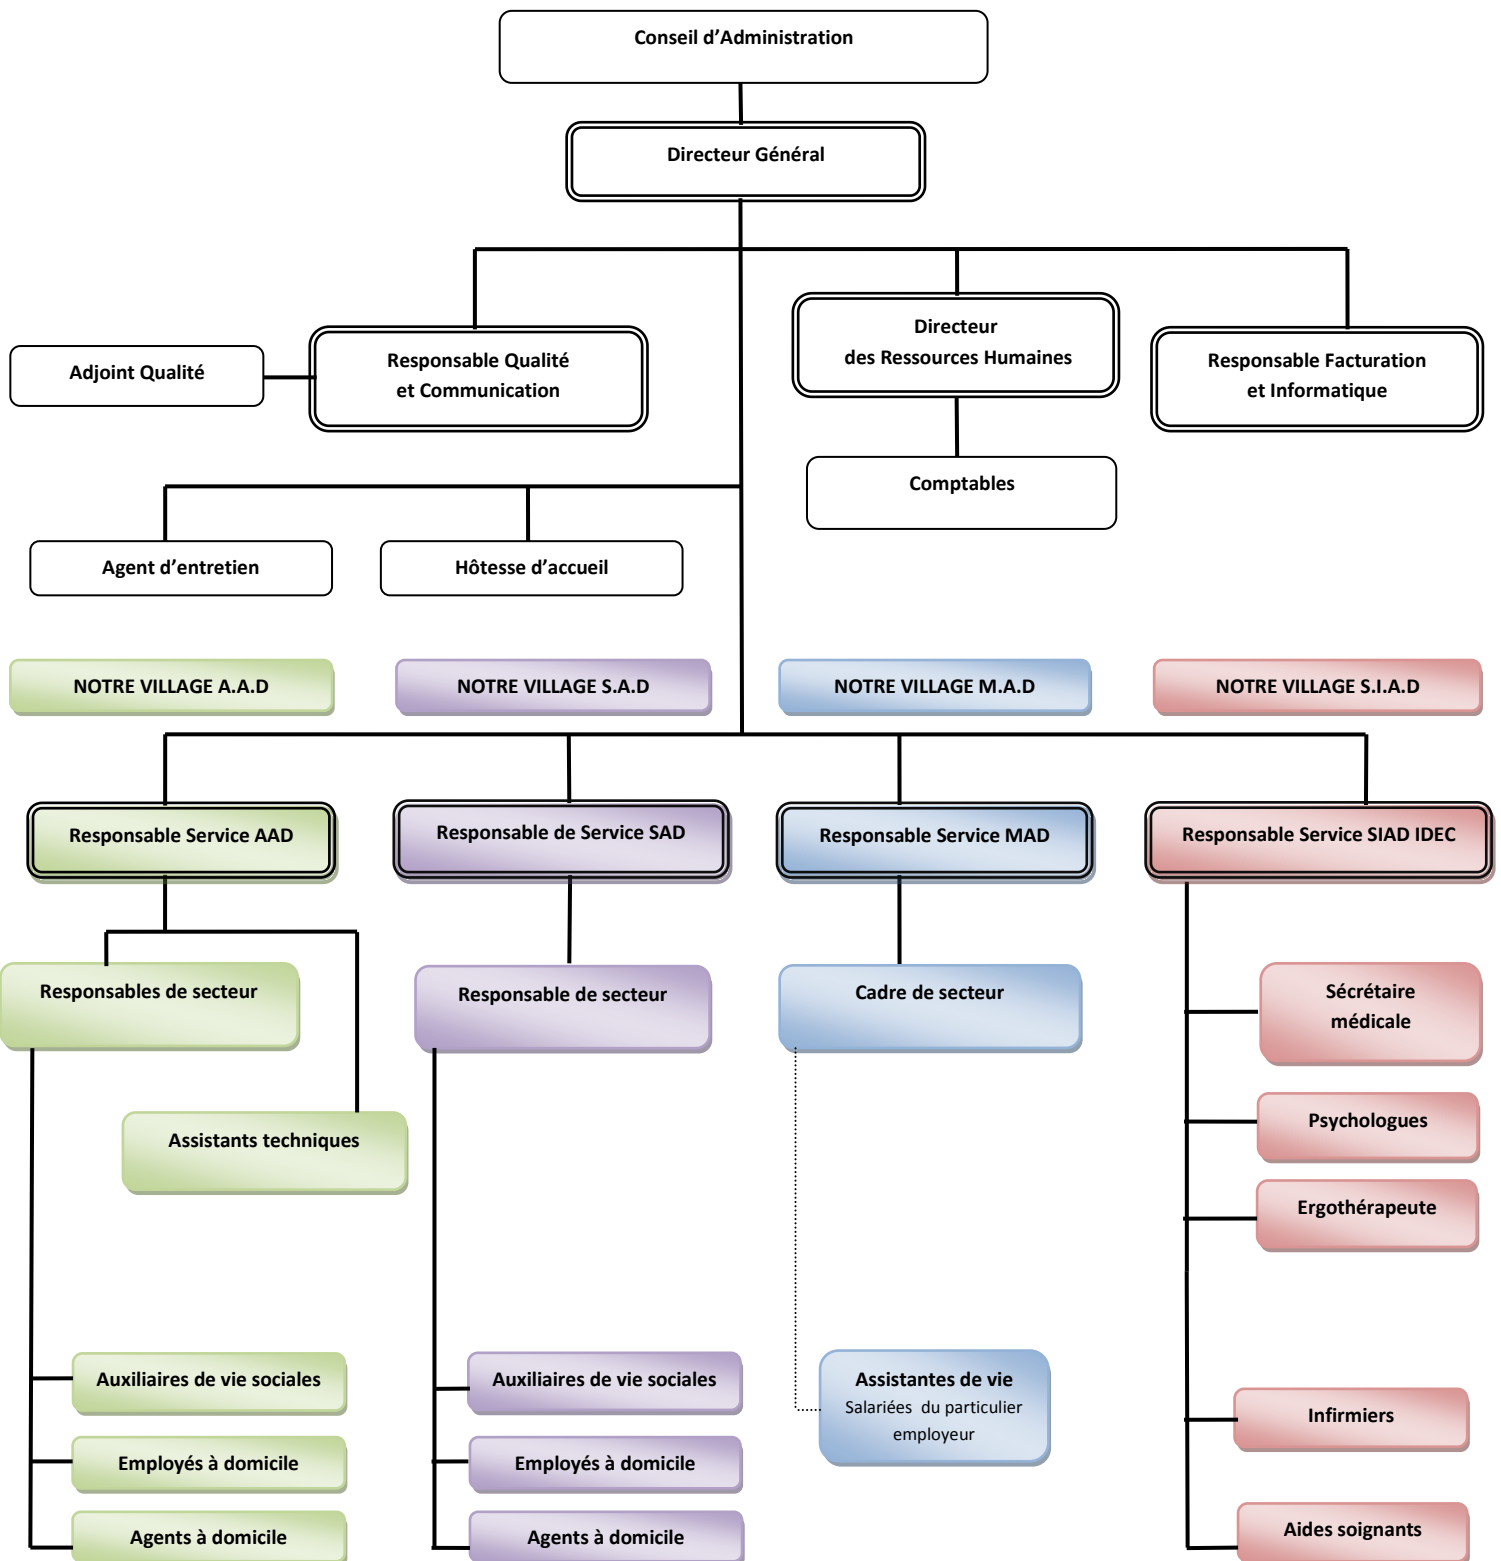 Conseil d’Administration
Directeur Général
Directeur
des Ressources Humaines
Responsable Qualité
et Communication
Responsable Facturation
et Informatique
Adjoint Qualité
Comptables
Agent d’entretien
Hôtesse d’accueil
NOTRE VILLAGE A.A.D
NOTRE VILLAGE S.A.D
NOTRE VILLAGE M.A.D
NOTRE VILLAGE S.I.A.D
Responsable Service AAD
Responsable de Service SAD
Responsable Service MAD
Responsable Service SIAD IDEC
Responsables de secteur
Responsable de secteur
Cadre de secteur
Sécrétaire
médicale
Assistants techniques
Psychologues
Ergothérapeute
Auxiliaires de vie sociales
Auxiliaires de vie sociales
Assistantes de vie
Salariées du particulier
employeur
Infirmiers
Employés à domicile
Employés à domicile
Agents à domicile
Agents à domicile
Aides soignants